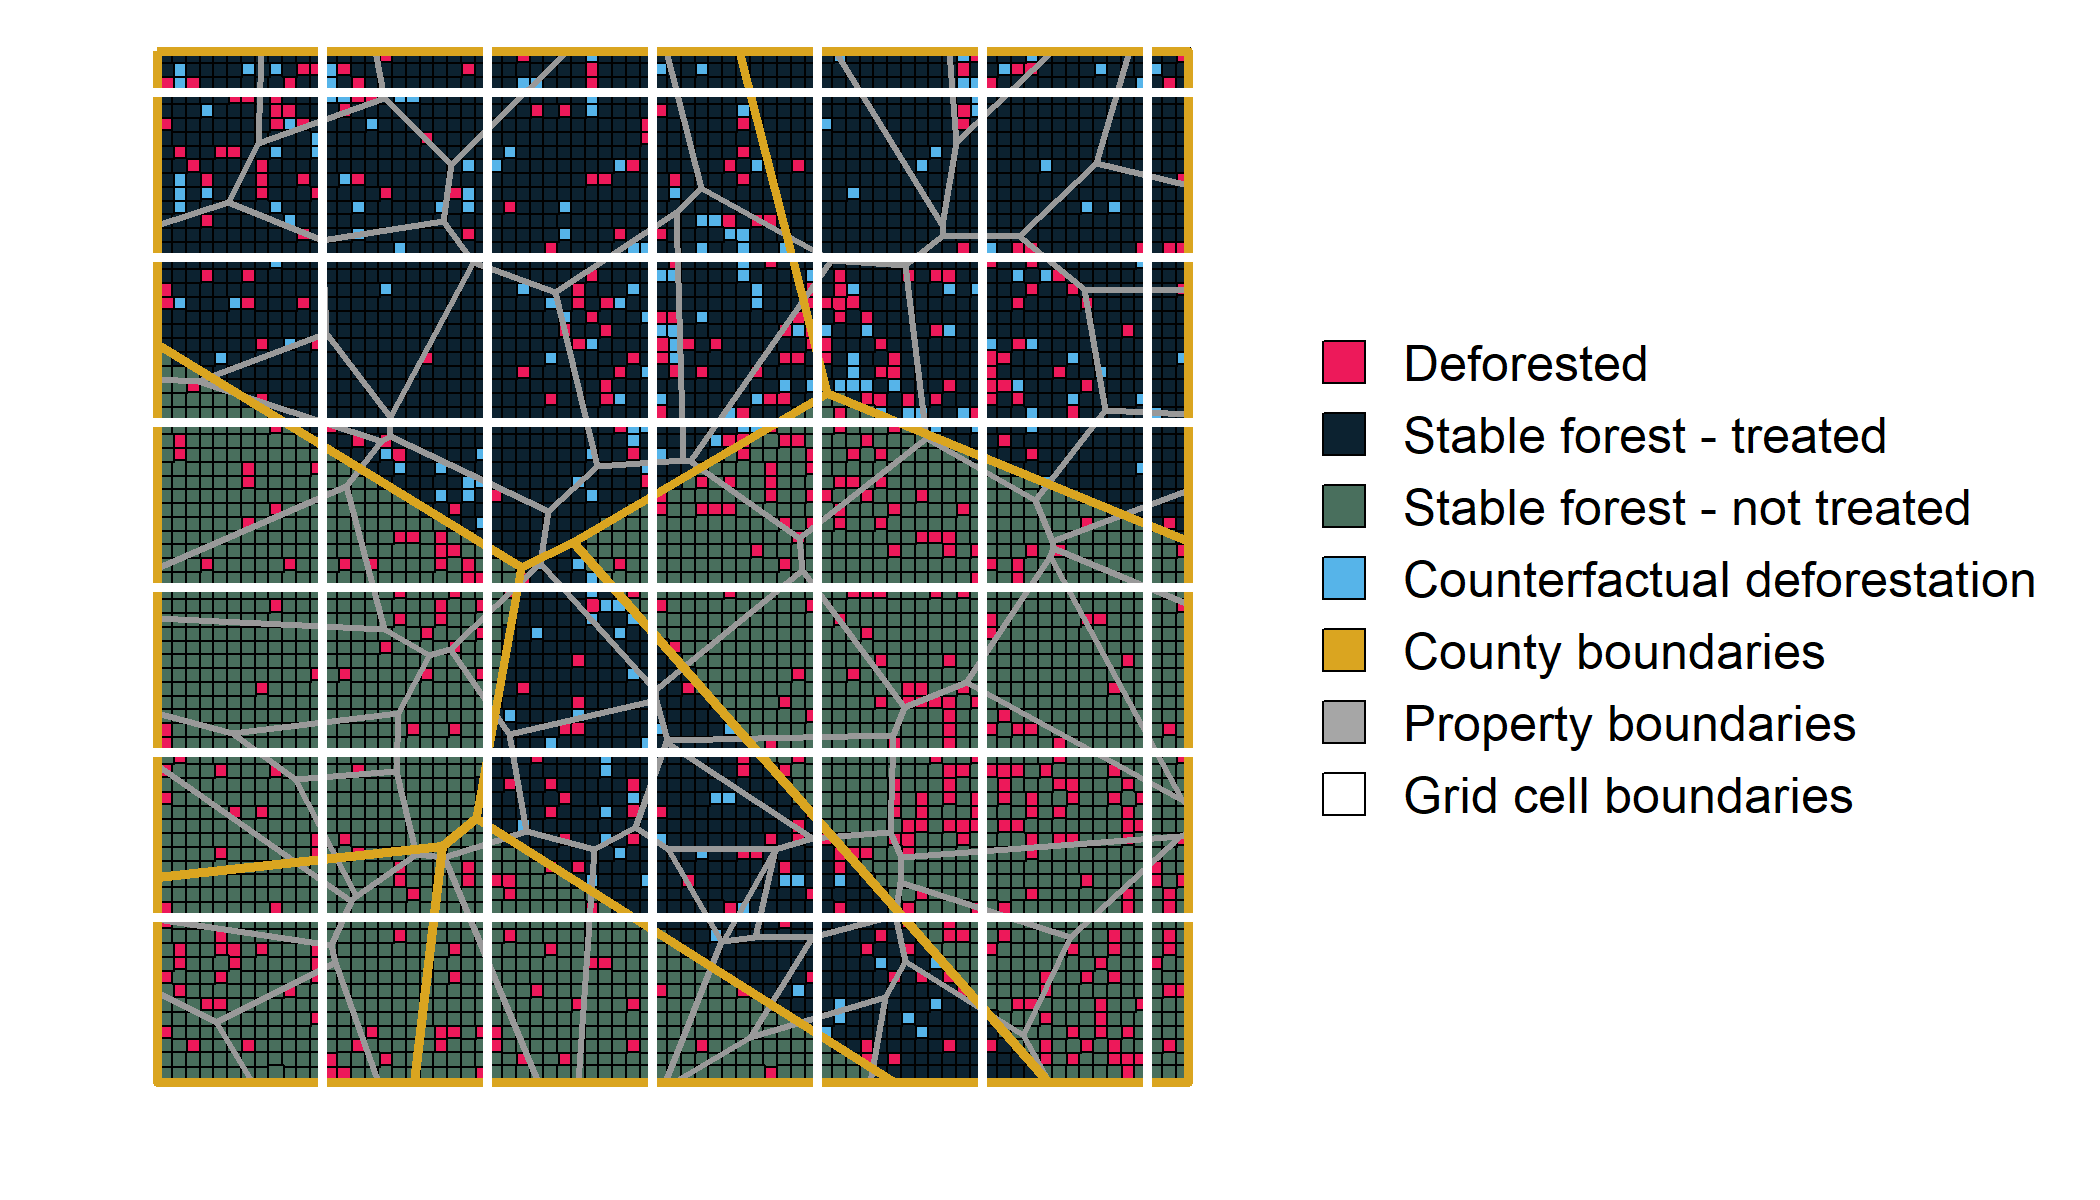 Deforested
Stable forest - treated
Stable forest - not treated
Counterfactual deforestation
County boundaries
Property boundaries
Grid cell boundaries